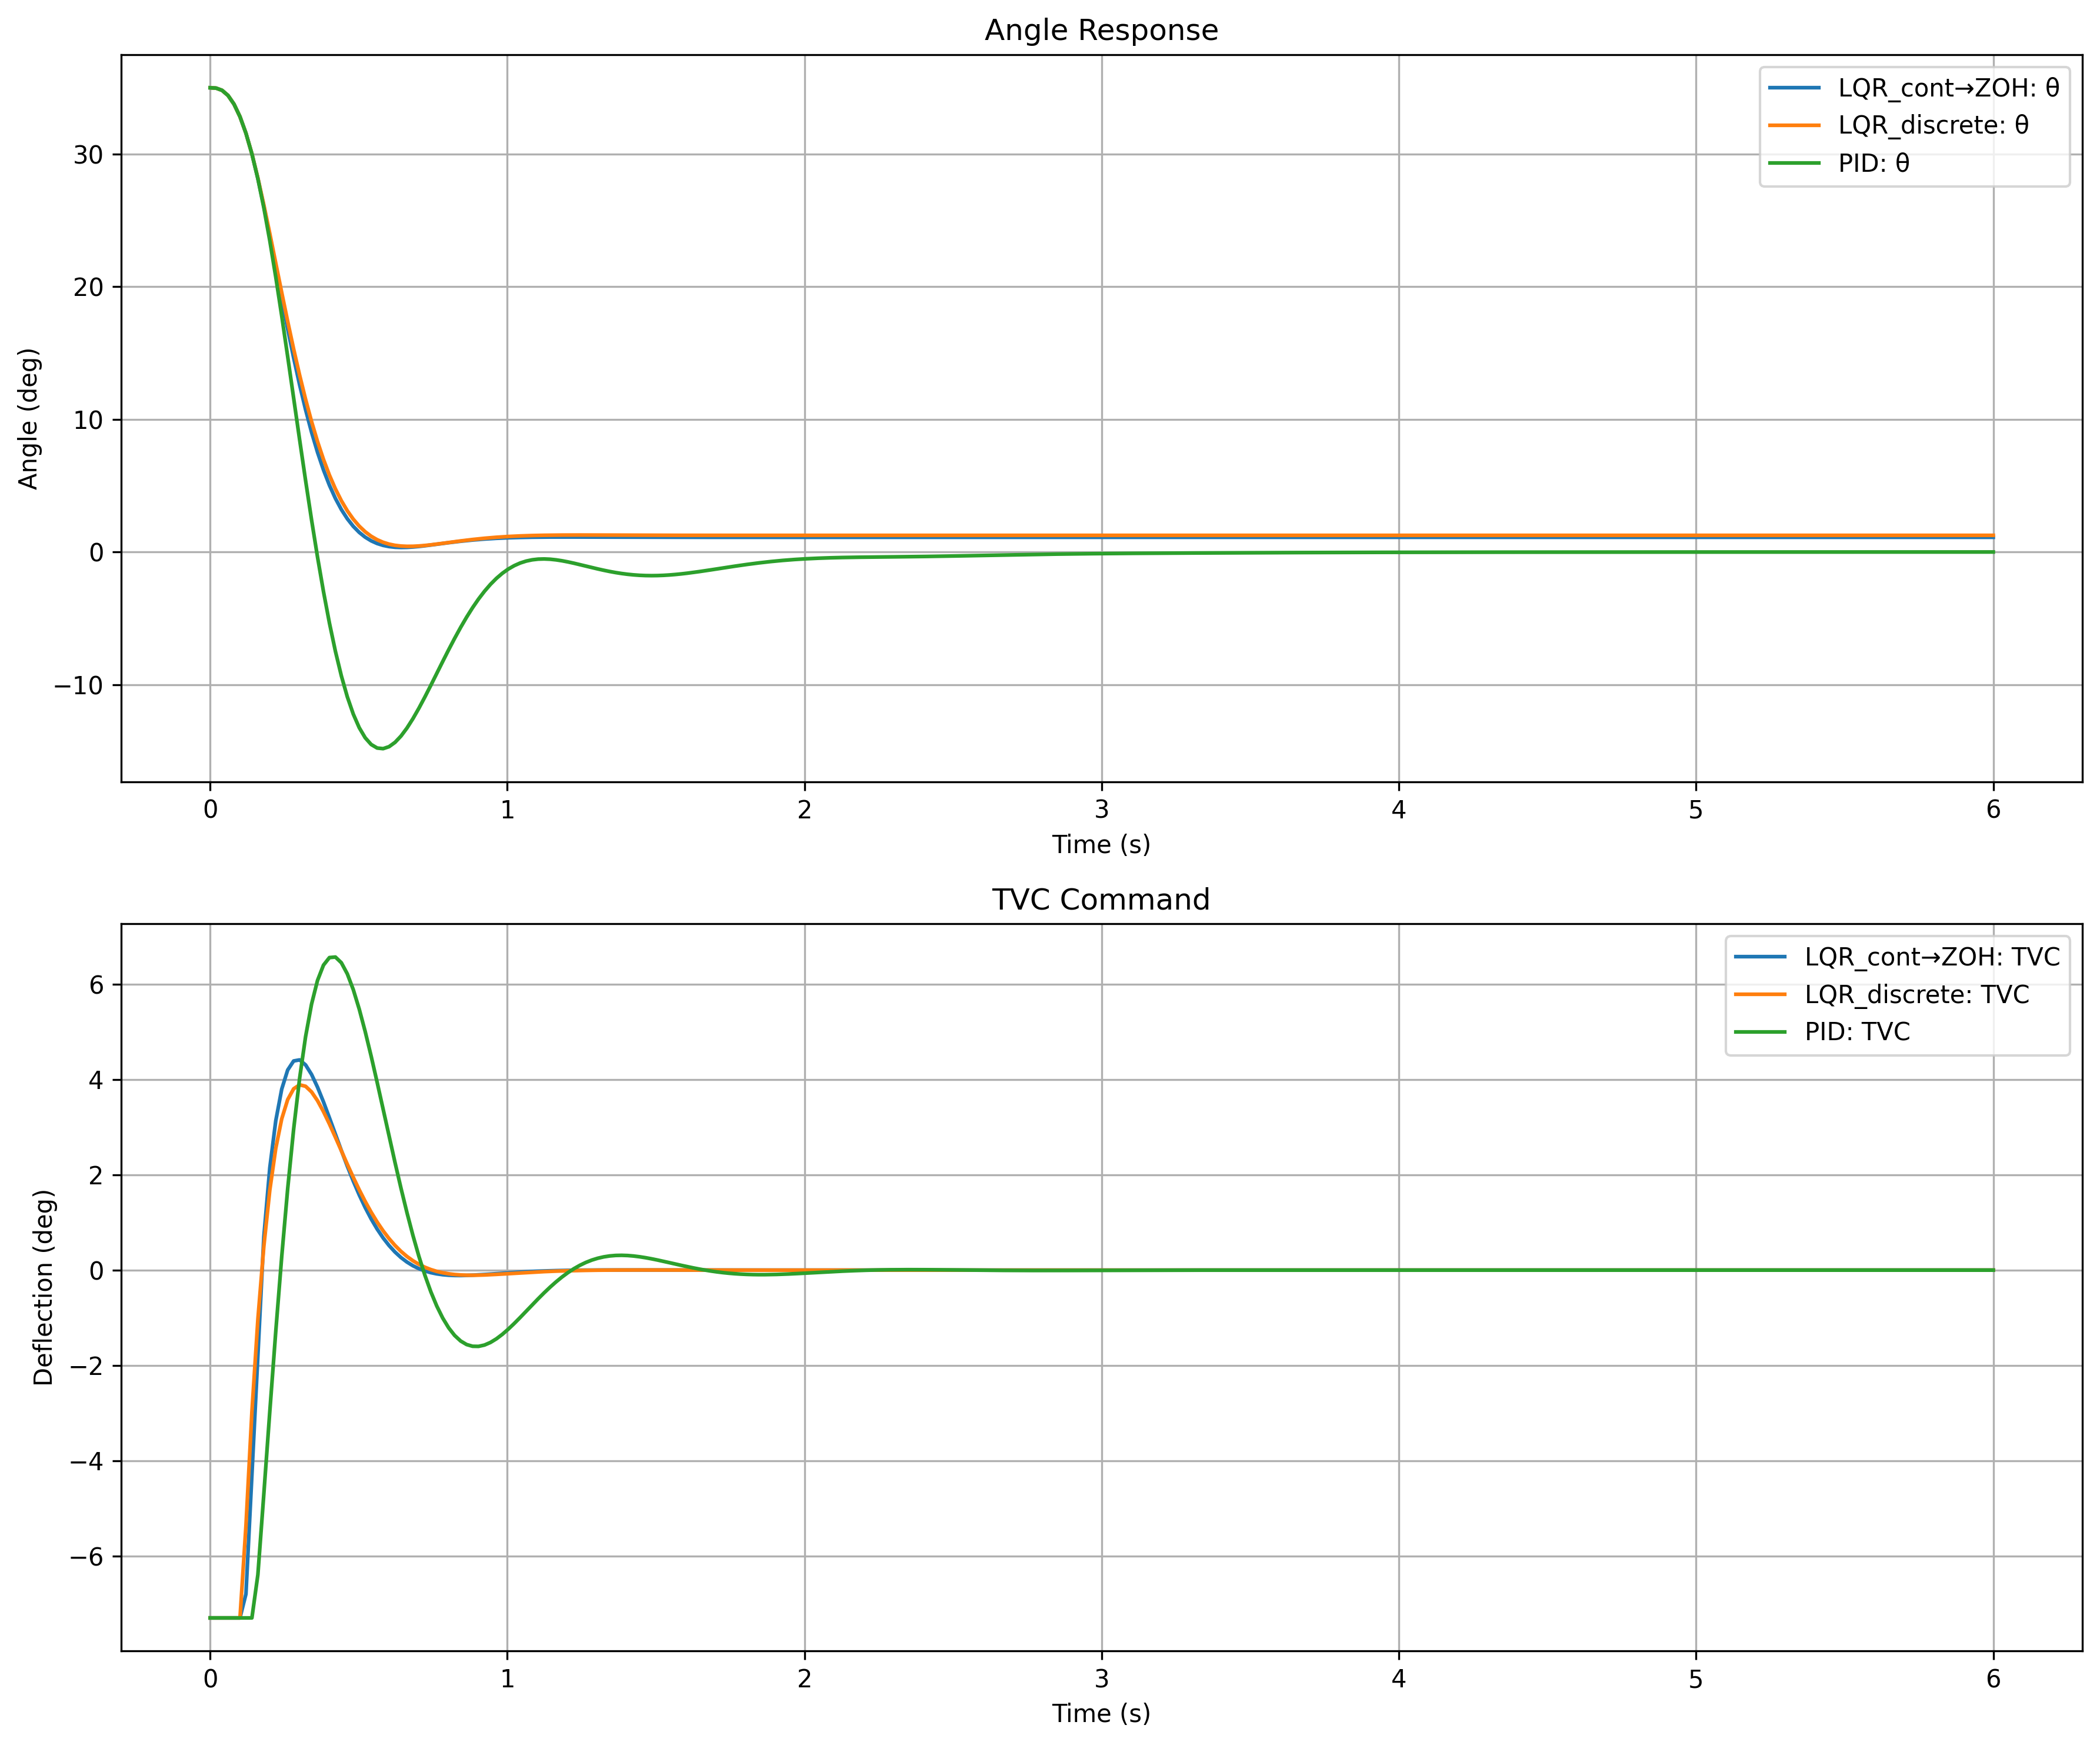 Angle Response
LQR_cont→ZOH: θ
LQR_discrete: θ
PID: θ
30
20
10
0
−10
Angle (deg)
0 1 2 3 4 5 6
Time (s)
TVC Command
LQR_cont→ZOH: TVC
LQR_discrete: TVC
PID: TVC
6
4
2
0
−2
−4
−6
Deflection (deg)
0 1 2 3 4 5 6
Time (s)